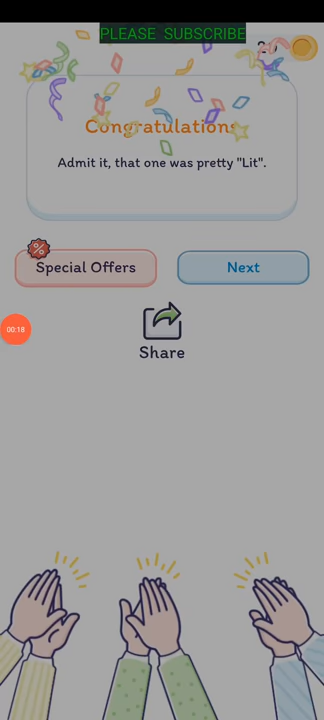 PLEASE SUBSCRIBE
Congratulations
Admit it, that one was pretty "Lit".
%
Special Offers
Next
00:18
Share